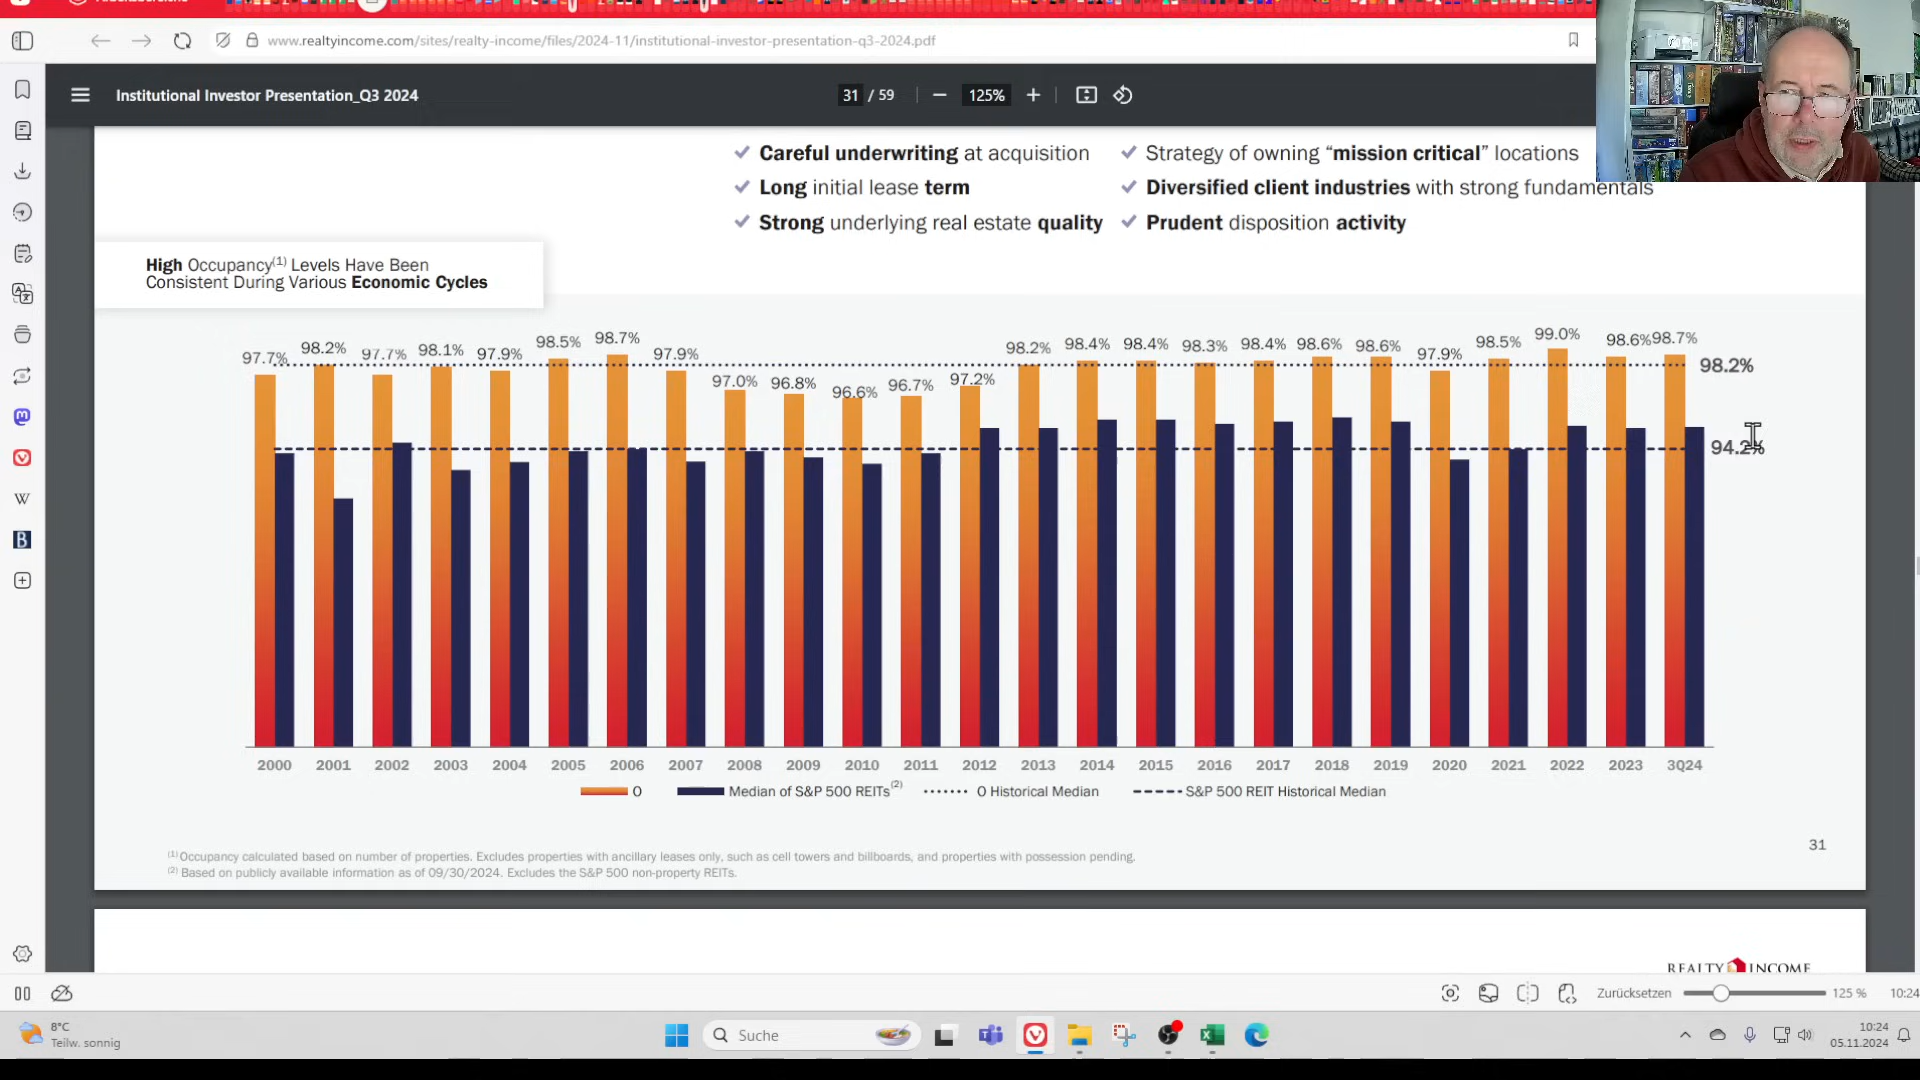 www.realtyincome.com/sites/realty-income/files/2024-11/institutional-investor-presentation-q3-2024.pdf
Institutional Investor Presentation_Q3 2024
31 / 59
125%
Careful underwriting at acquisition
Strategy of owning “mission critical” locations
Long initial lease term
Diversified client industries with strong fundamentals
Strong underlying real estate quality
Prudent disposition activity
High Occupancy(1) Levels Have Been
Consistent During Various Economic Cycles
97.7% 98.2% 97.7% 98.1% 97.9% 98.5% 98.7% 97.9% 97.0% 96.8% 96.6% 96.7% 97.2% 98.2% 98.4% 98.4% 98.3% 98.4% 98.6% 98.6% 97.9% 98.5% 99.0% 98.6% 98.7%
98.2%
94.2%
2000 2001 2002 2003 2004 2005 2006 2007 2008 2009 2010 2011 2012 2013 2014 2015 2016 2017 2018 2019 2020 2021 2022 2023 3Q24
O Median of S&P 500 REITs(2) O Historical Median S&P 500 REIT Historical Median
31
(1) Occupancy calculated based on number of properties. Excludes properties with ancillary leases only, such as cell towers and billboards, and properties with possession pending.
(2) Based on publicly available information as of 09/30/2024. Excludes the S&P 500 non-property REITs.
REALTY INCOME
Zurücksetzen 125 % 10:24
8°C
Teilw. sonnig
Suche
10:24
05.11.2024